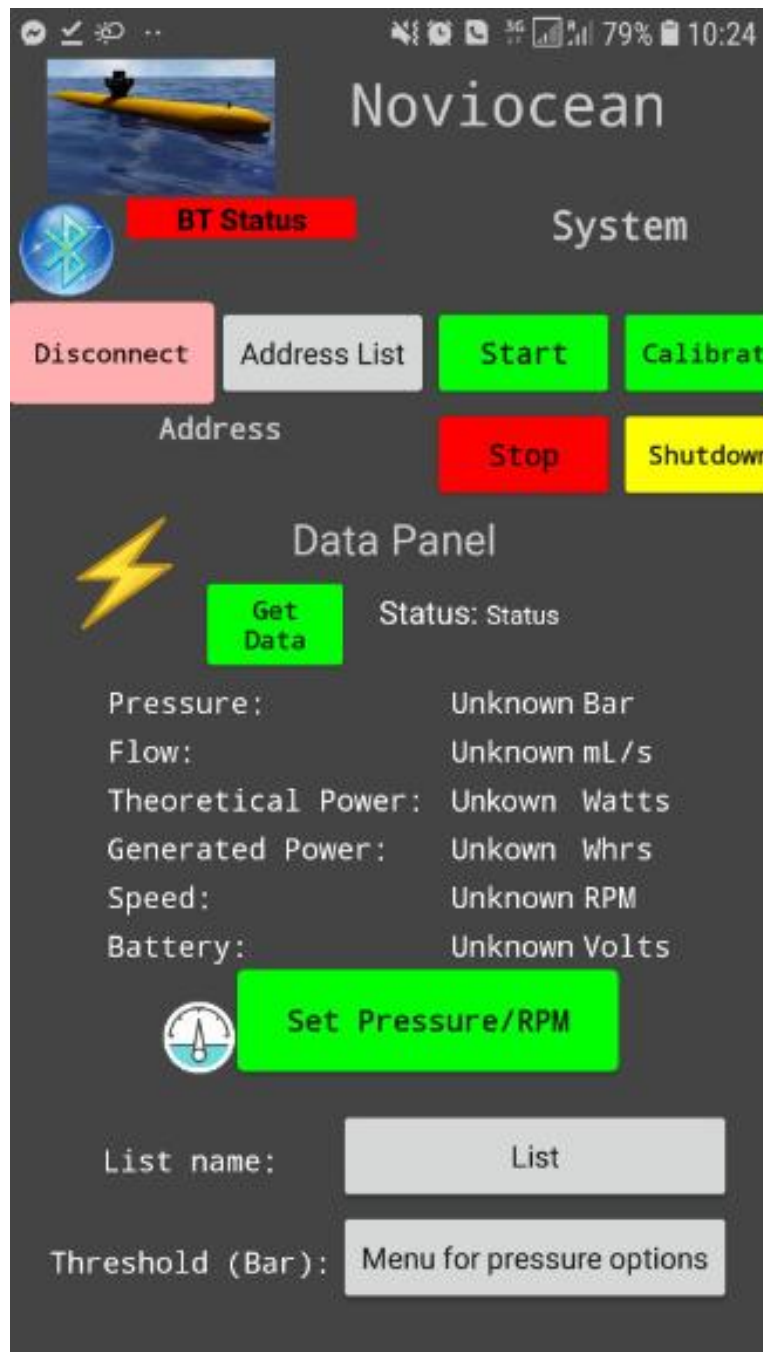 3G R 79% 10:24
Noviocean
BT Status
System
Disconnect Address List Start Calibrat
Address Stop Shutdown
Data Panel
Get
Data
Status: Status
Pressure: Unknown Bar
Flow: Unknown mL/s
Theoretical Power: Unkown Watts
Generated Power: Unkown Whrs
Speed: Unknown RPM
Battery: Unknown Volts
Set Pressure/RPM
List name: List
Threshold (Bar): Menu for pressure options